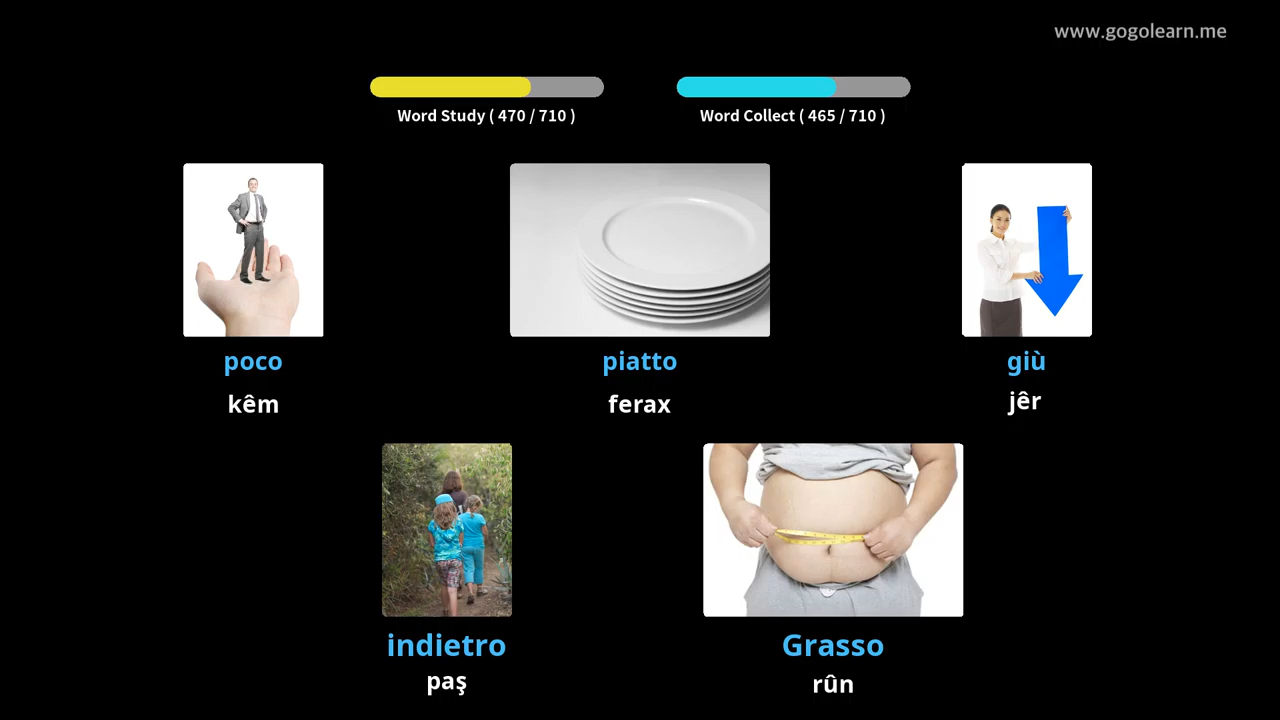 www.gogolearn.me
Word Study ( 470 / 710 )
Word Collect ( 465 / 710 )
poco
piatto
giù
kêm
ferax
jêr
indietro
Grasso
paş
rûn